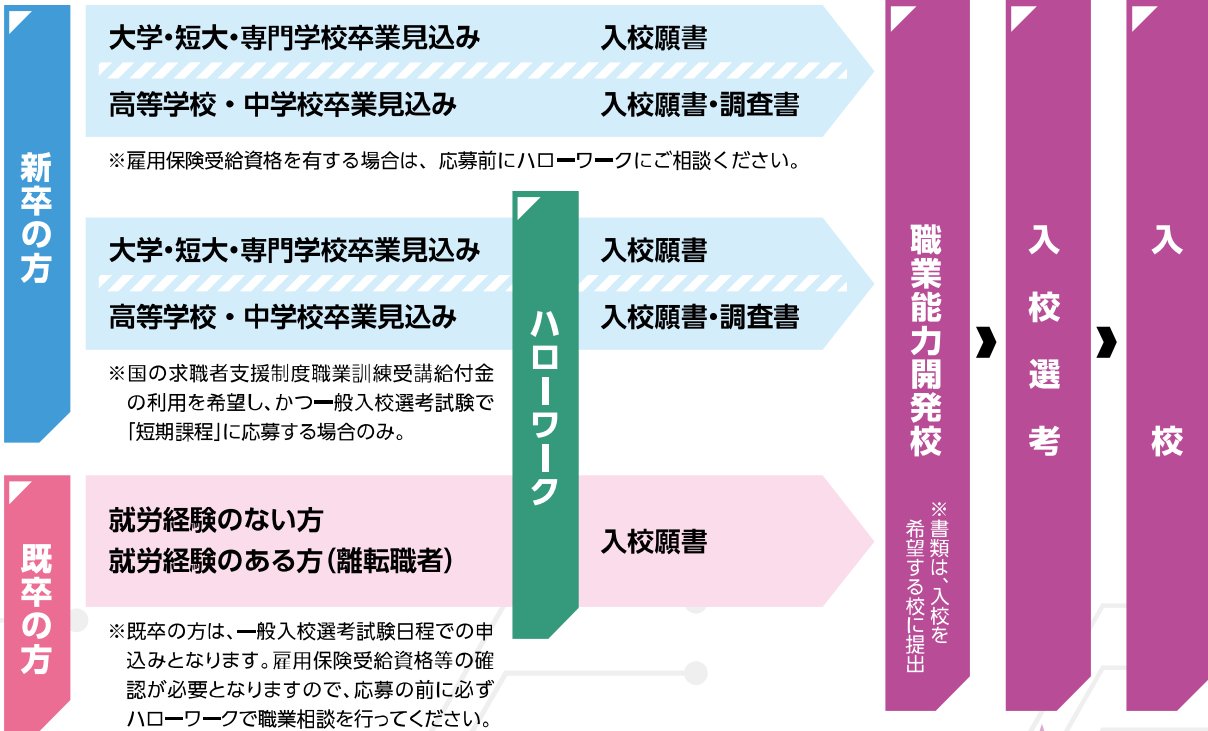 新卒の方
大学・短大・専門学校卒業見込み 入校願書
高等学校・中学校卒業見込み 入校願書・調査書
※雇用保険受給資格を有する場合は、応募前にハローワークにご相談ください。
大学・短大・専門学校卒業見込み 入校願書
高等学校・中学校卒業見込み 入校願書・調査書
※国の求職者支援制度職業訓練受講給付金
の利用を希望し、かつ一般入校選考試験で
「短期課程」に応募する場合のみ。
既卒の方
就労経験のない方
就労経験のある方(離転職者)
入校願書
※既卒の方は、一般入校選考試験日程での申
込みとなります。雇用保険受給資格等の確
認が必要となりますので、応募の前に必ず
ハローワークで職業相談を行ってください。
ハローワーク
職業能力開発校
※書類は、入校を
希望する校に提出
入校選考
入校